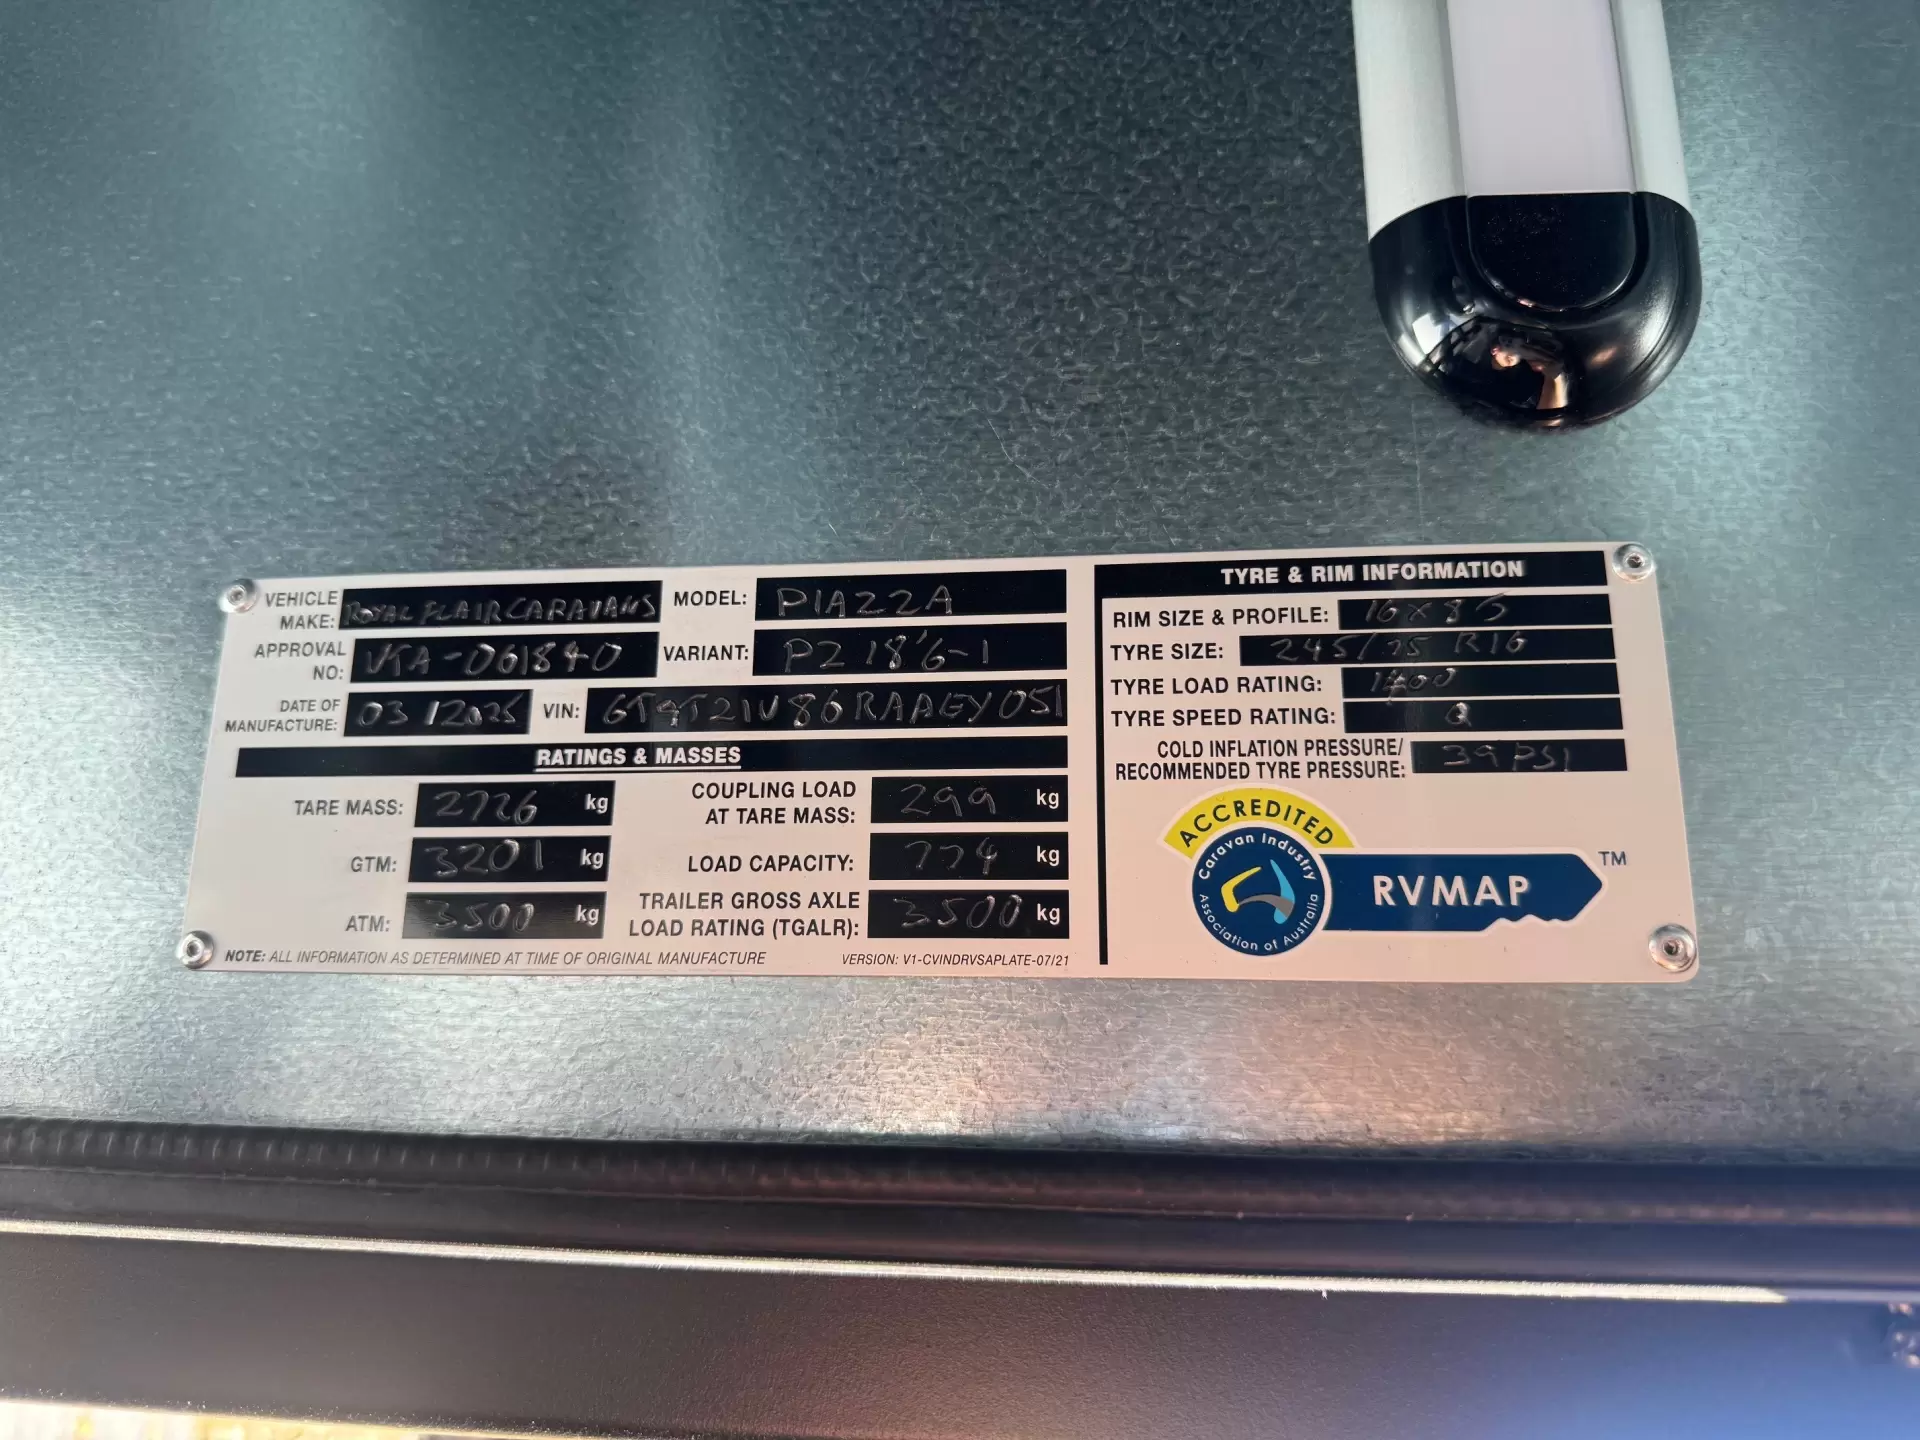 VEHICLE MAKE: ROYAL FLAIR CARAVANS MODEL: PIAZZA
APPROVAL NO: VTA-061840 VARIANT: PZ 18'6-1
DATE OF MANUFACTURE: 03/2025 VIN:
RATINGS & MASSES
TARE MASS: 2726 kg COUPLING LOAD AT TARE MASS: 299 kg
GTM: 3201 kg LOAD CAPACITY: 774 kg
ATM: 3500 kg TRAILER GROSS AXLE LOAD RATING (TGALR): 3500 kg
NOTE: ALL INFORMATION AS DETERMINED AT TIME OF ORIGINAL MANUFACTURE VERSION: V1-CVINDRVSAPLATE-07/21
TYRE & RIM INFORMATION
RIM SIZE & PROFILE: 16x8J
TYRE SIZE: 245/75 R16
TYRE LOAD RATING: 1400
TYRE SPEED RATING: Q
COLD INFLATION PRESSURE/
RECOMMENDED TYRE PRESSURE: 39 PSI
ACCREDITED
Caravan Industry Association of Australia
RVMAP TM